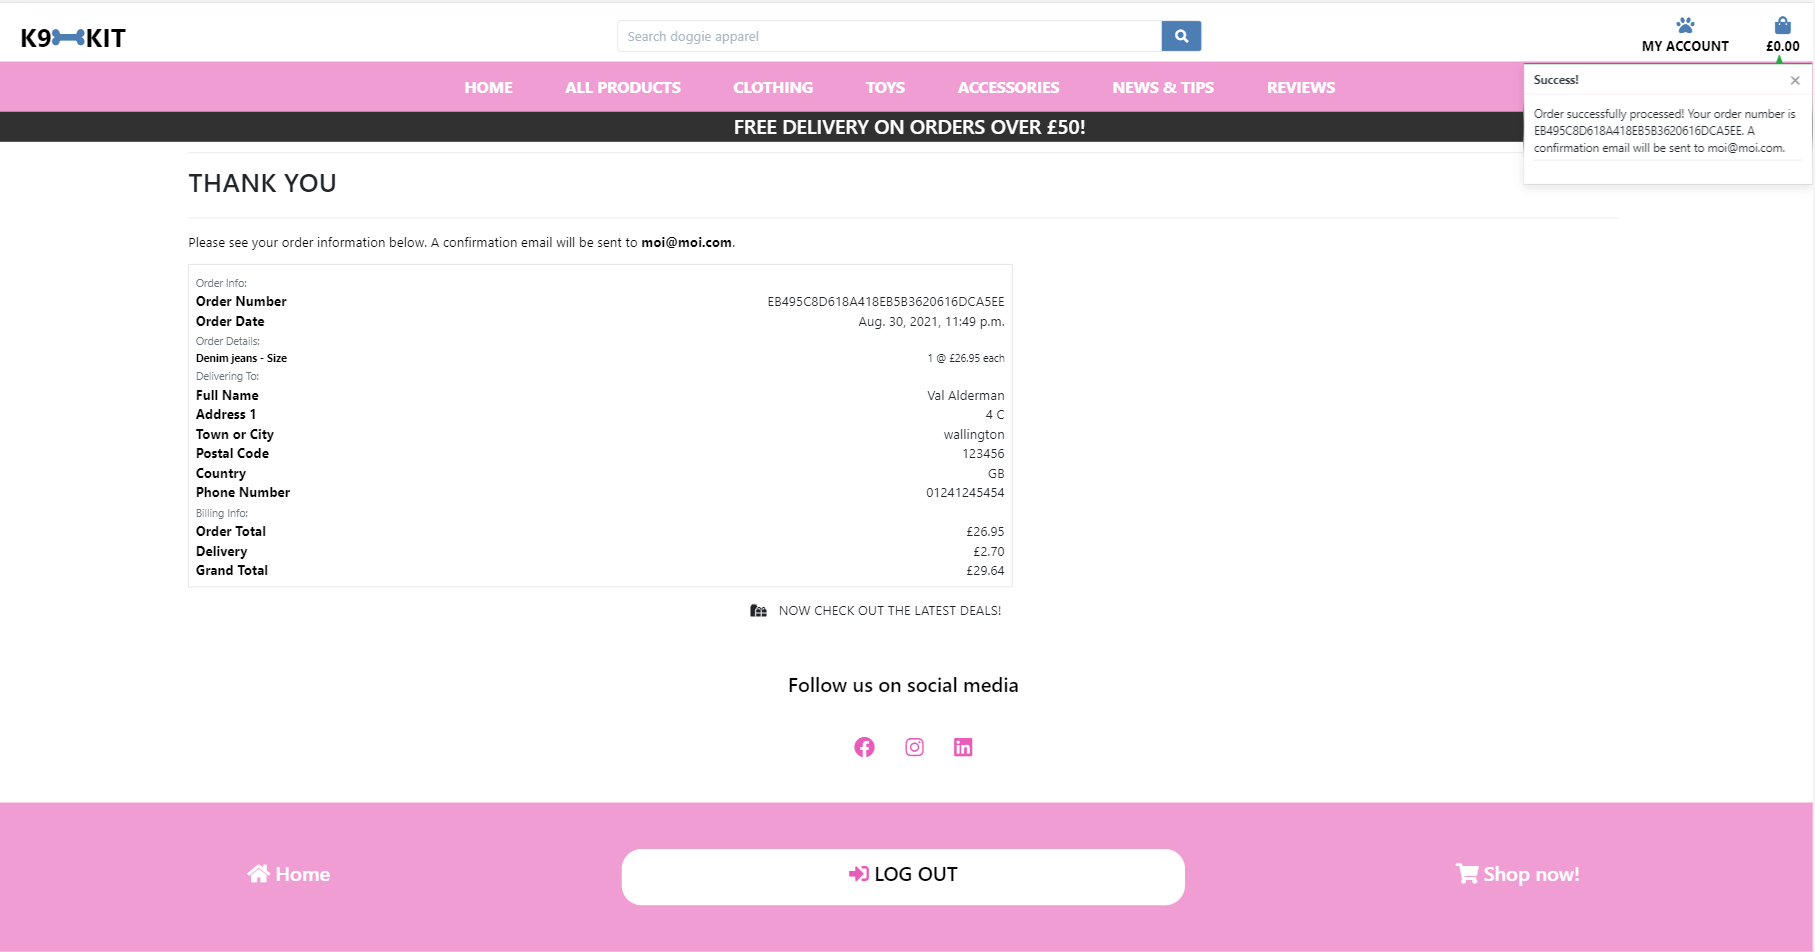 K9 KIT
Search doggie apparel
MY ACCOUNT
£0.00
HOME ALL PRODUCTS CLOTHING TOYS ACCESSORIES NEWS & TIPS REVIEWS
FREE DELIVERY ON ORDERS OVER £50!
Success!
Order successfully processed! Your order number is
EB495C8D618A418EB5B3620616DCA5EE. A
confirmation email will be sent to moi@moi.com.
THANK YOU
Please see your order information below. A confirmation email will be sent to moi@moi.com.
Order Info:
Order Number EB495C8D618A418EB5B3620616DCA5EE
Order Date Aug. 30, 2021, 11:49 p.m.
Order Details:
Denim jeans - Size 1 @ £26.95 each
Delivering To:
Full Name Val Alderman
Address 1 4 C
Town or City wallington
Postal Code 123456
Country GB
Phone Number 01241245454
Billing Info:
Order Total £26.95
Delivery £2.70
Grand Total £29.64
NOW CHECK OUT THE LATEST DEALS!
Follow us on social media
Home LOG OUT Shop now!